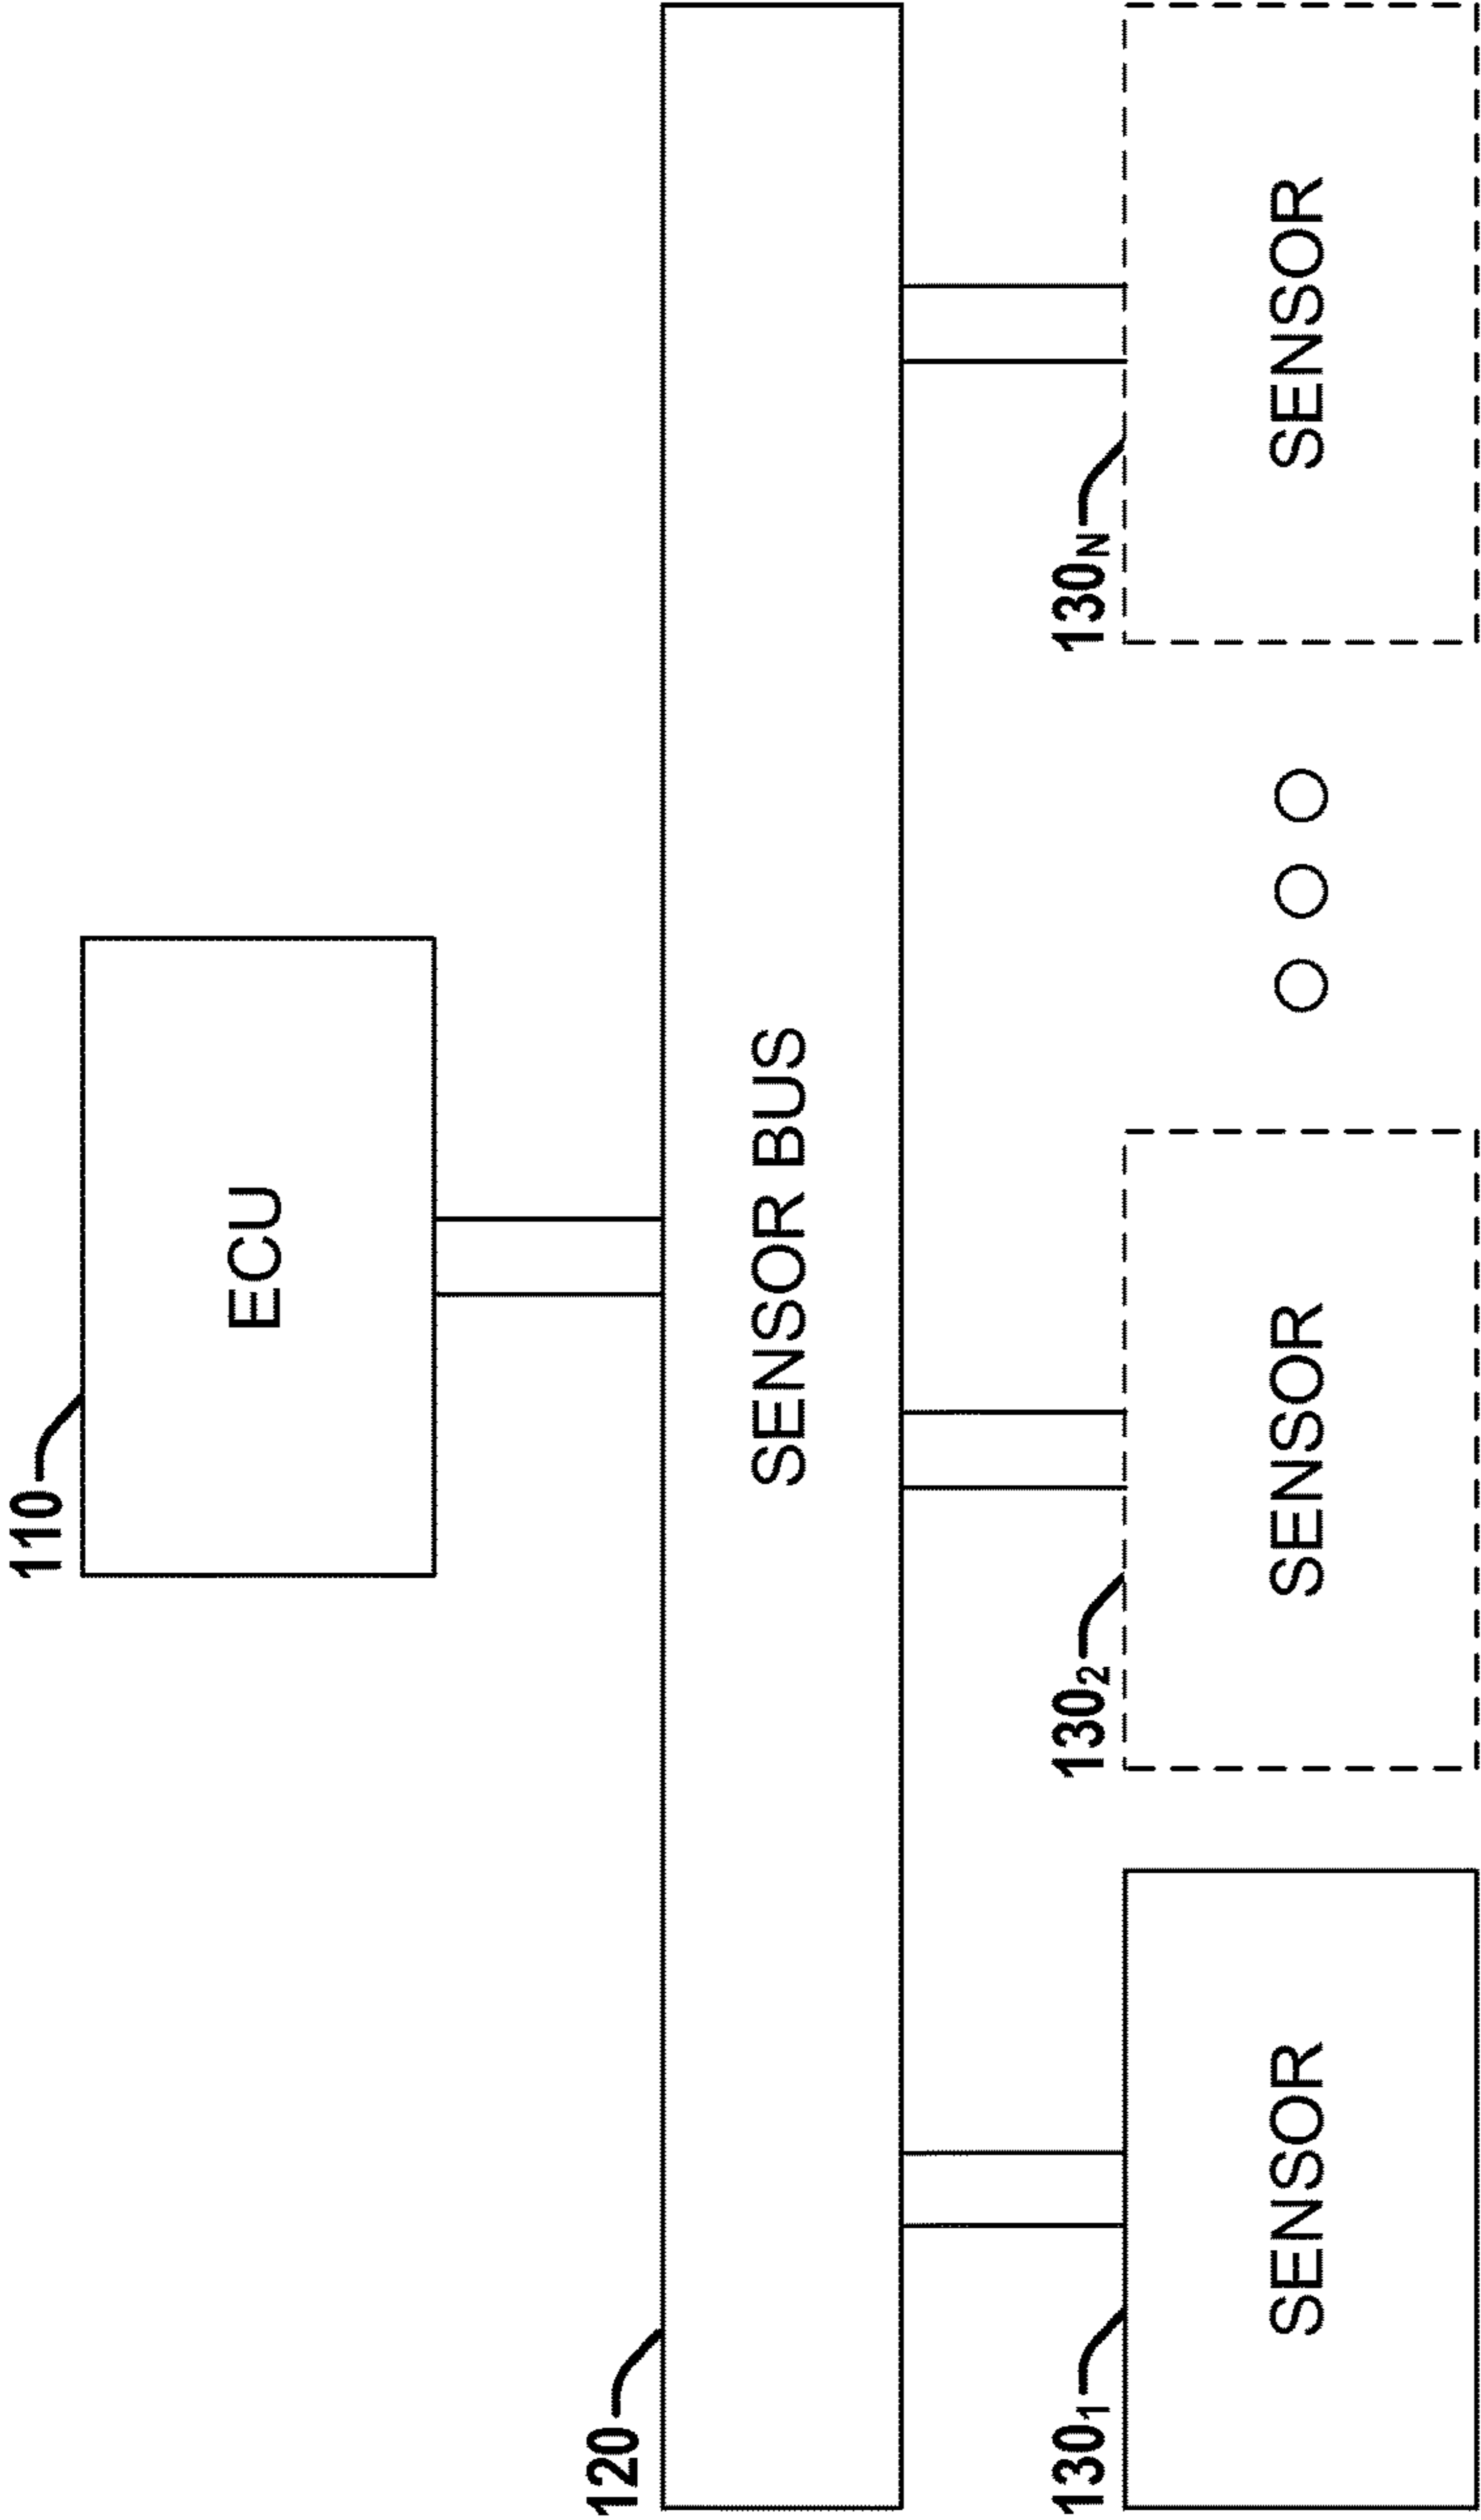 110
ECU
120
SENSOR BUS
130₁
SENSOR
130₂
SENSOR
130N
SENSOR